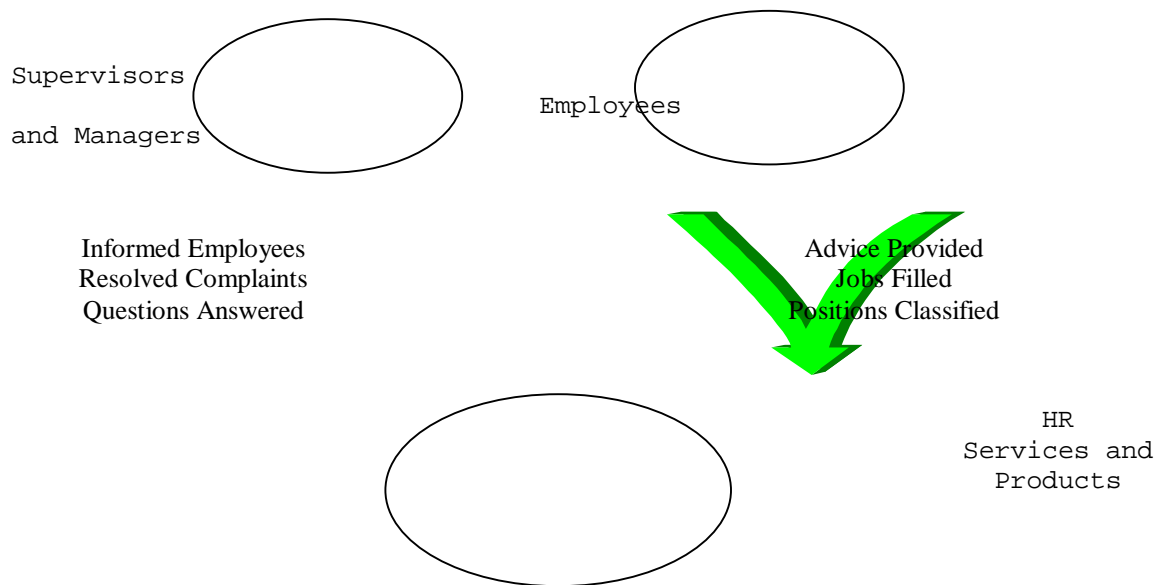 Supervisors
and Managers
Employees
Informed Employees
Resolved Complaints
Questions Answered
Advice Provided
Jobs Filled
Positions Classified
HR
Services and
Products